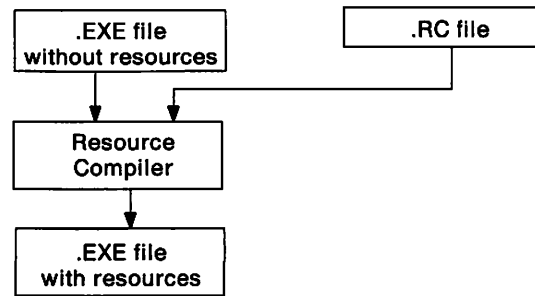 .EXE file
without resources
.RC file
Resource
Compiler
.EXE file
with resources